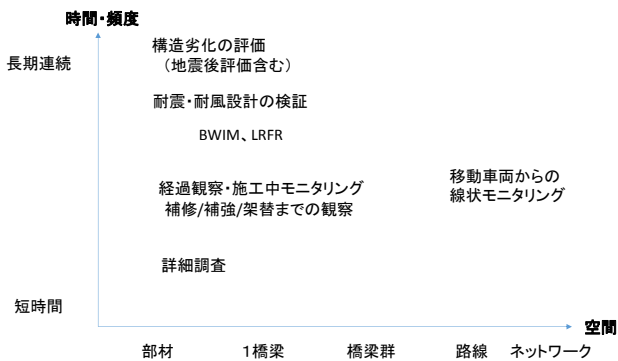 時間・頻度
長期連続
構造劣化の評価
（地震後評価含む）
耐震・耐風設計の検証
BWIM、LRFR
経過観察・施工中モニタリング
補修/補強/架替までの観察
移動車両からの
線状モニタリング
詳細調査
短時間
空間
部材
1橋梁
橋梁群
路線
ネットワーク